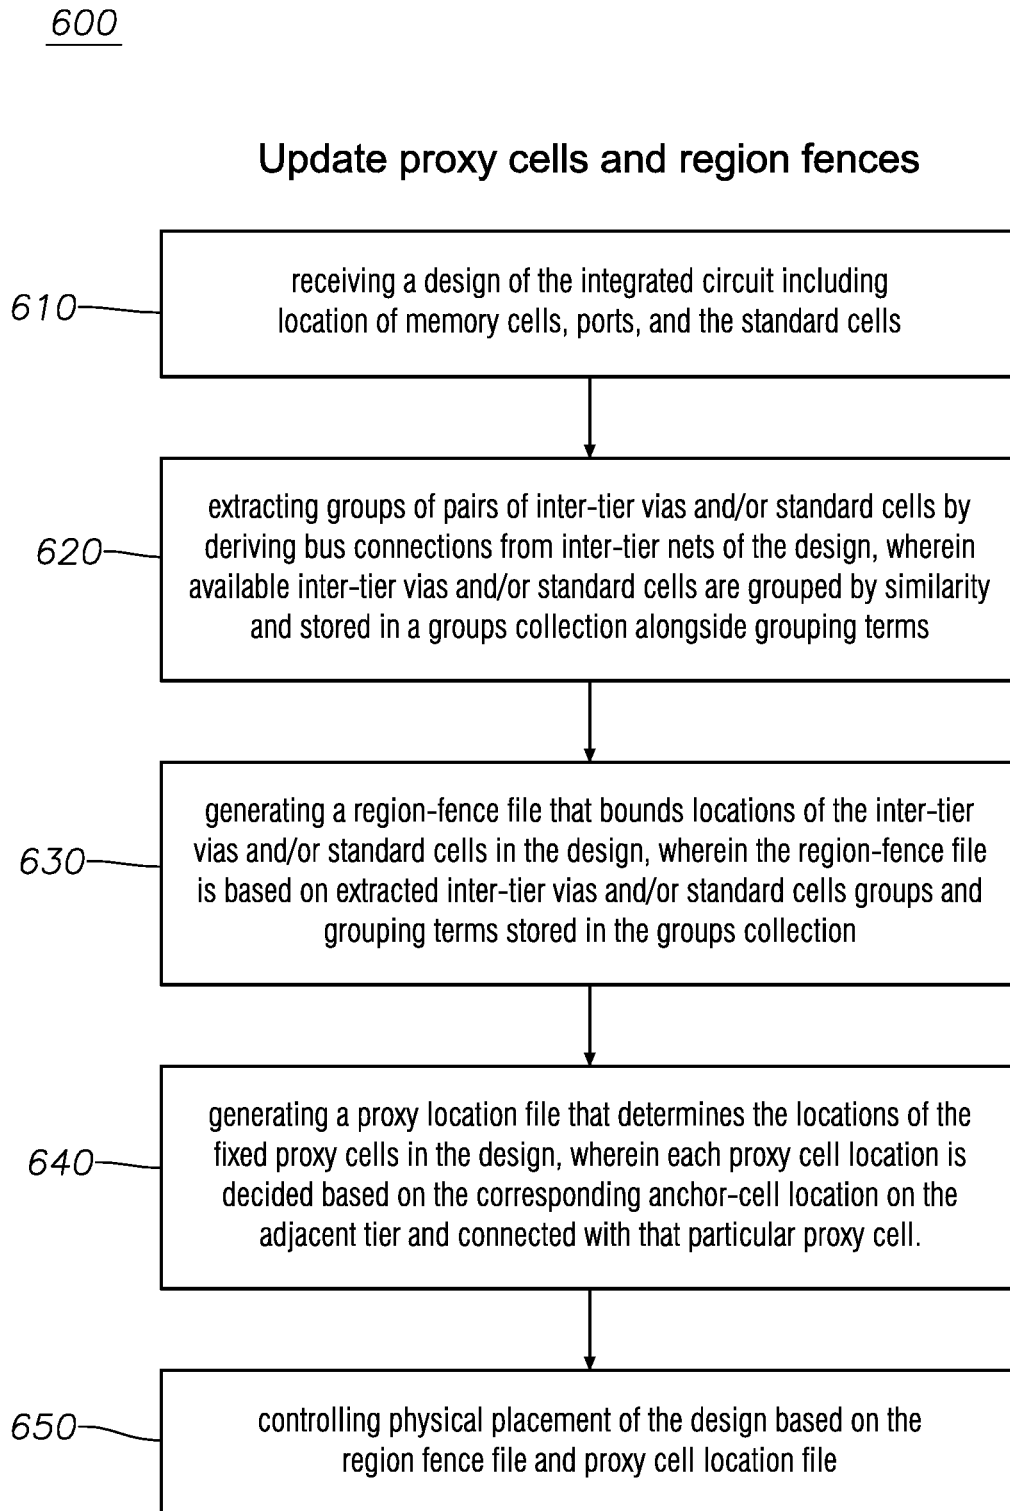 600
Update proxy cells and region fences
610
receiving a design of the integrated circuit including
location of memory cells, ports, and the standard cells
620
extracting groups of pairs of inter-tier vias and/or standard cells by
deriving bus connections from inter-tier nets of the design, wherein
available inter-tier vias and/or standard cells are grouped by similarity
and stored in a groups collection alongside grouping terms
630
generating a region-fence file that bounds locations of the inter-tier
vias and/or standard cells in the design, wherein the region-fence file
is based on extracted inter-tier vias and/or standard cells groups and
grouping terms stored in the groups collection
640
generating a proxy location file that determines the locations of the
fixed proxy cells in the design, wherein each proxy cell location is
decided based on the corresponding anchor-cell location on the
adjacent tier and connected with that particular proxy cell.
650
controlling physical placement of the design based on the
region fence file and proxy cell location file